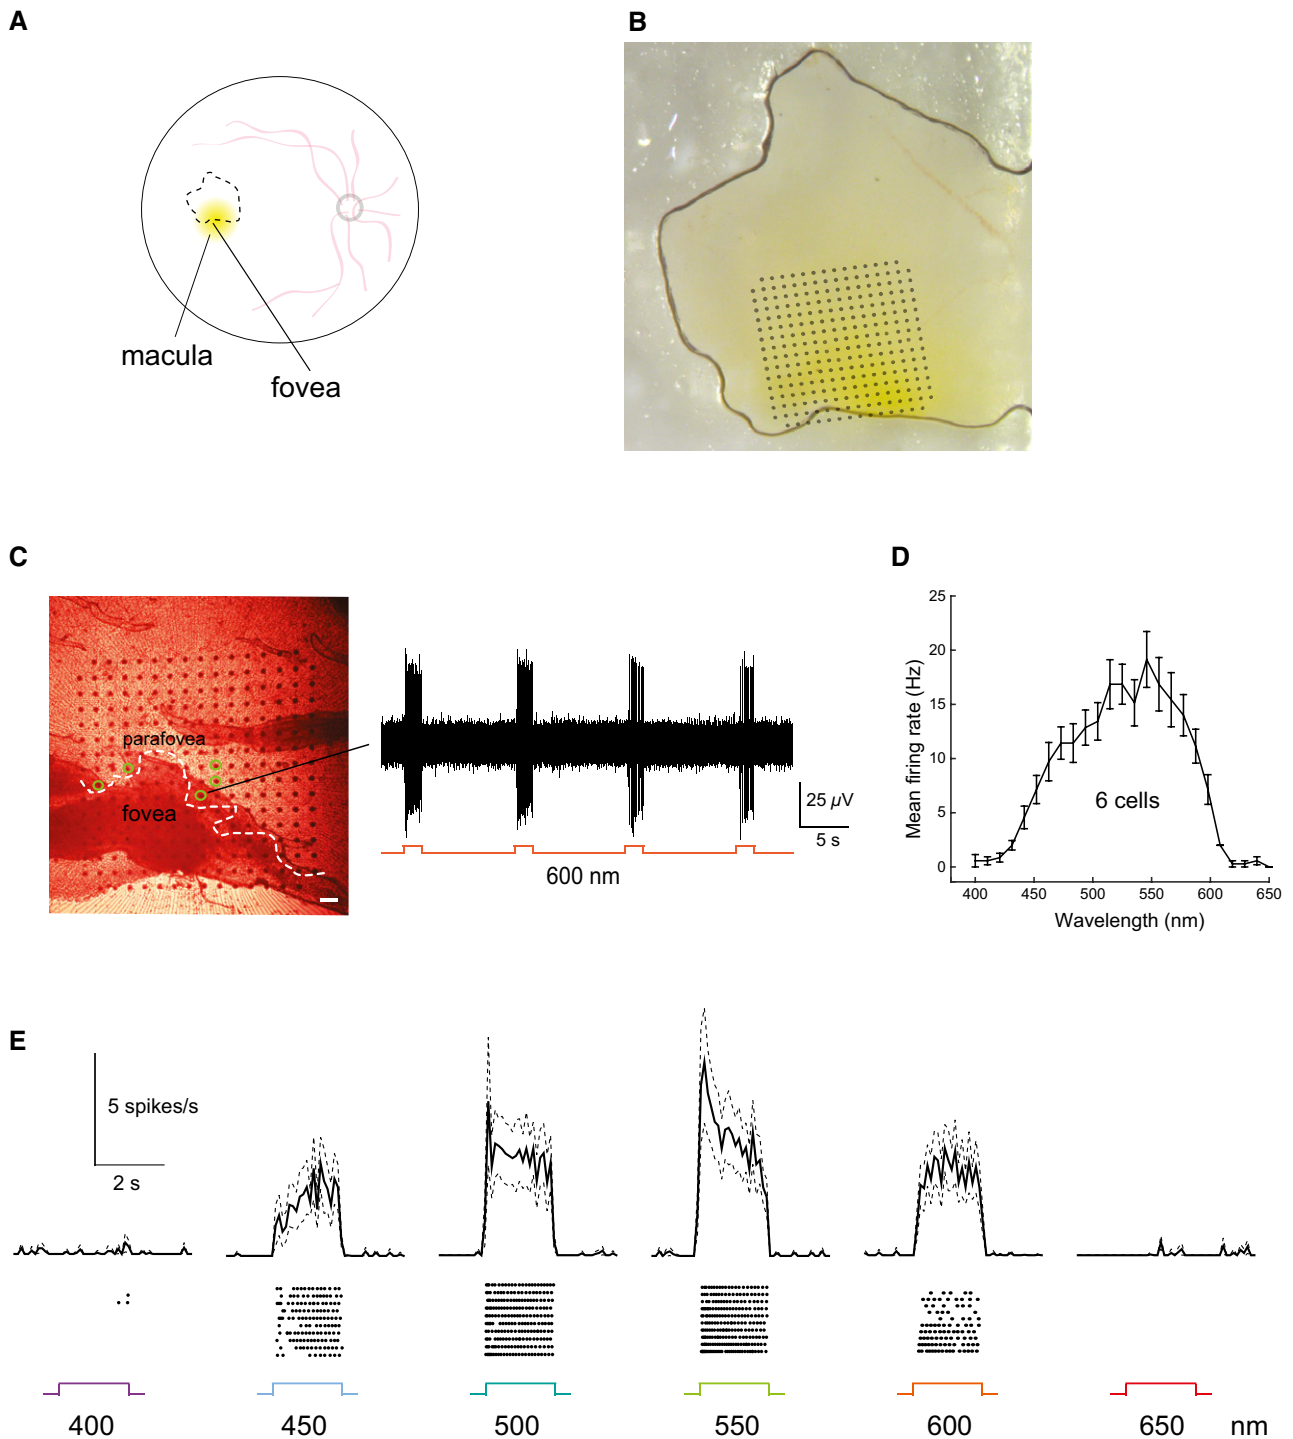 A
macula
fovea
B
C
parafovea
fovea
25 µV
5 s
600 nm
D
25
20
15
10
5
0
Mean firing rate (Hz)
6 cells
400 450 500 550 600 650
Wavelength (nm)
E
5 spikes/s
2 s
400 450 500 550 600 650 nm